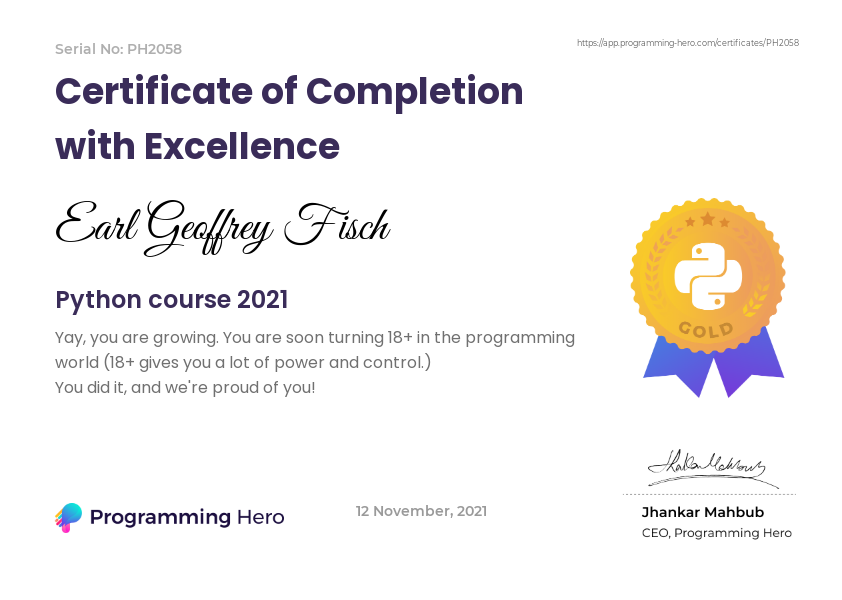 Serial No: PH2058
https://app.programming-hero.com/certificates/PH2058
Certificate of Completion
with Excellence
Earl Geoffrey Fisch
Python course 2021
Yay, you are growing. You are soon turning 18+ in the programming
world (18+ gives you a lot of power and control.)
You did it, and we're proud of you!
GOLD
Programming Hero
12 November, 2021
Jhankar Mahbub
Jhankar Mahbub
CEO, Programming Hero